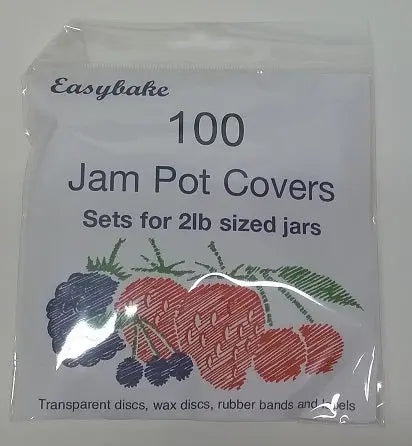 Easybake
100
Jam Pot Covers
Sets for 2lb sized jars
Transparent discs, wax discs, rubber bands and labels